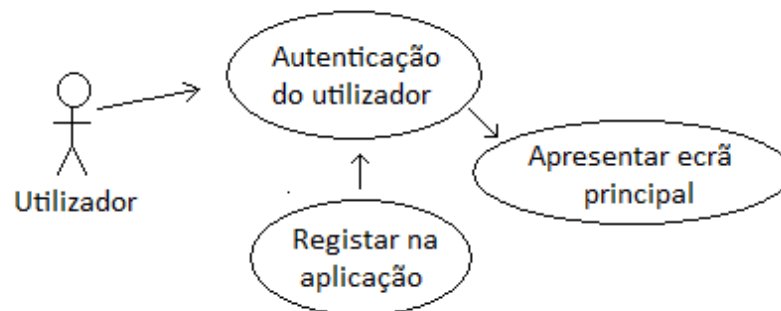 Autenticação
do utilizador
Utilizador
Apresentar ecrã
principal
Registar na
aplicação